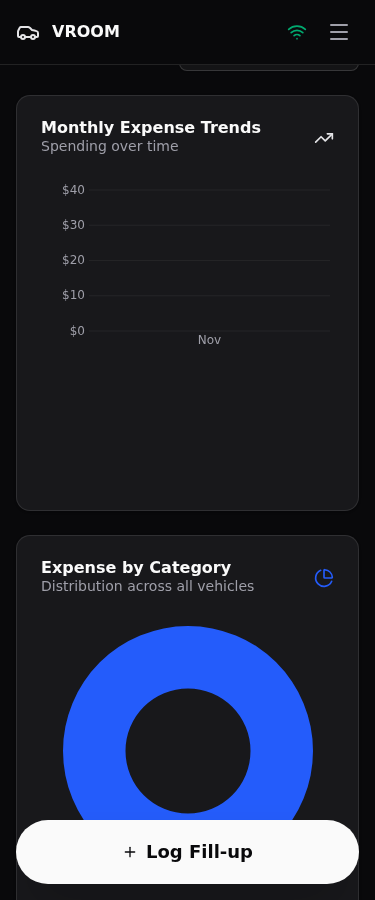 VROOM
Monthly Expense Trends
Spending over time
$40
$30
$20
$10
$0
Nov
Expense by Category
Distribution across all vehicles
+ Log Fill-up